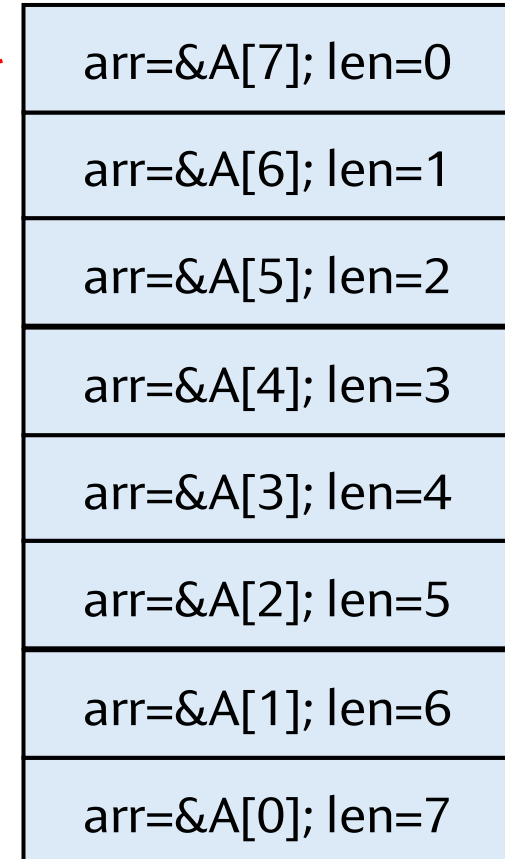 arr=&A[7]; len=0
arr=&A[6]; len=1
arr=&A[5]; len=2
arr=&A[4]; len=3
arr=&A[3]; len=4
arr=&A[2]; len=5
arr=&A[1]; len=6
arr=&A[0]; len=7